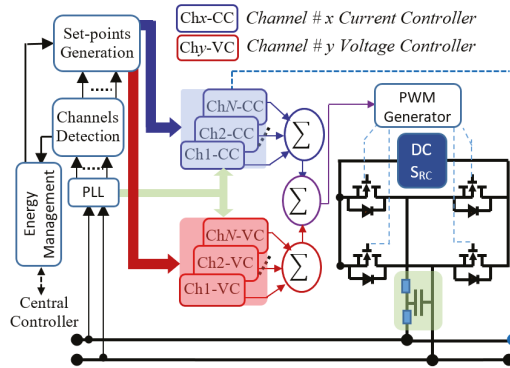 Chx-CC Channel # x Current Controller
Chy-VC Channel # y Voltage Controller
Set-points
Generation
Channels
Detection
PLL
Energy
Management
Central
Controller
ChN-CC
Ch2-CC
Ch1-CC
∑
∑
∑
ChN-VC
Ch2-VC
Ch1-VC
PWM
Generator
DC
SRC